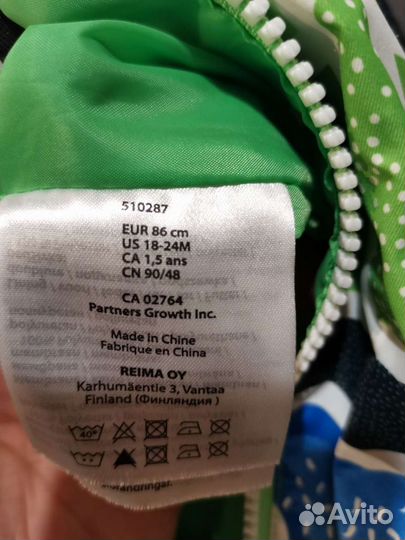 510287
EUR 86 cm
US 18-24M
CA 1,5 ans
CN 90/48
CA 02764
Partners Growth Inc.
Made in Chine
Fabrique en China
REIMA OY
Karhumäentie 3, Vantaa
Finland (Финляндия )
40°
Avito